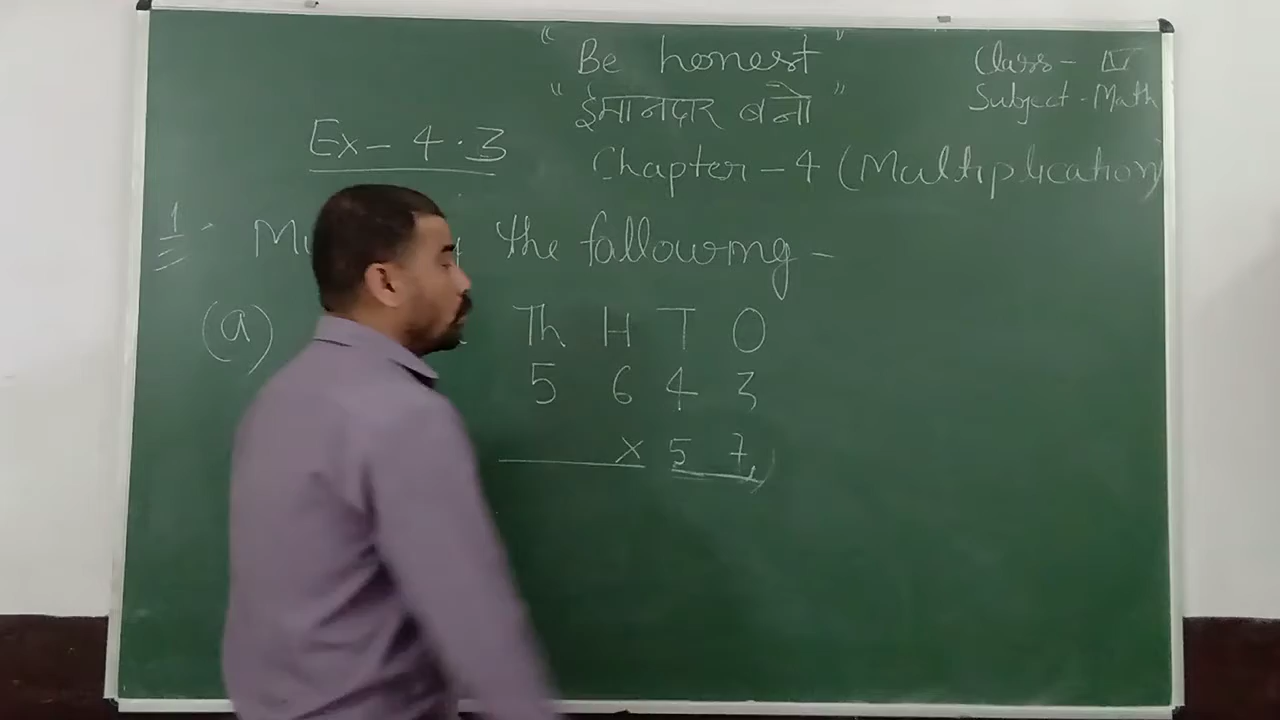 " Be honest "
" ईमानदार बनो "
Class - IV
Subject - Math
Ex - 4.3
Chapter - 4 (Multiplication)
1. the following -
(a)
Th H T O
5 6 4 3
× 5 7